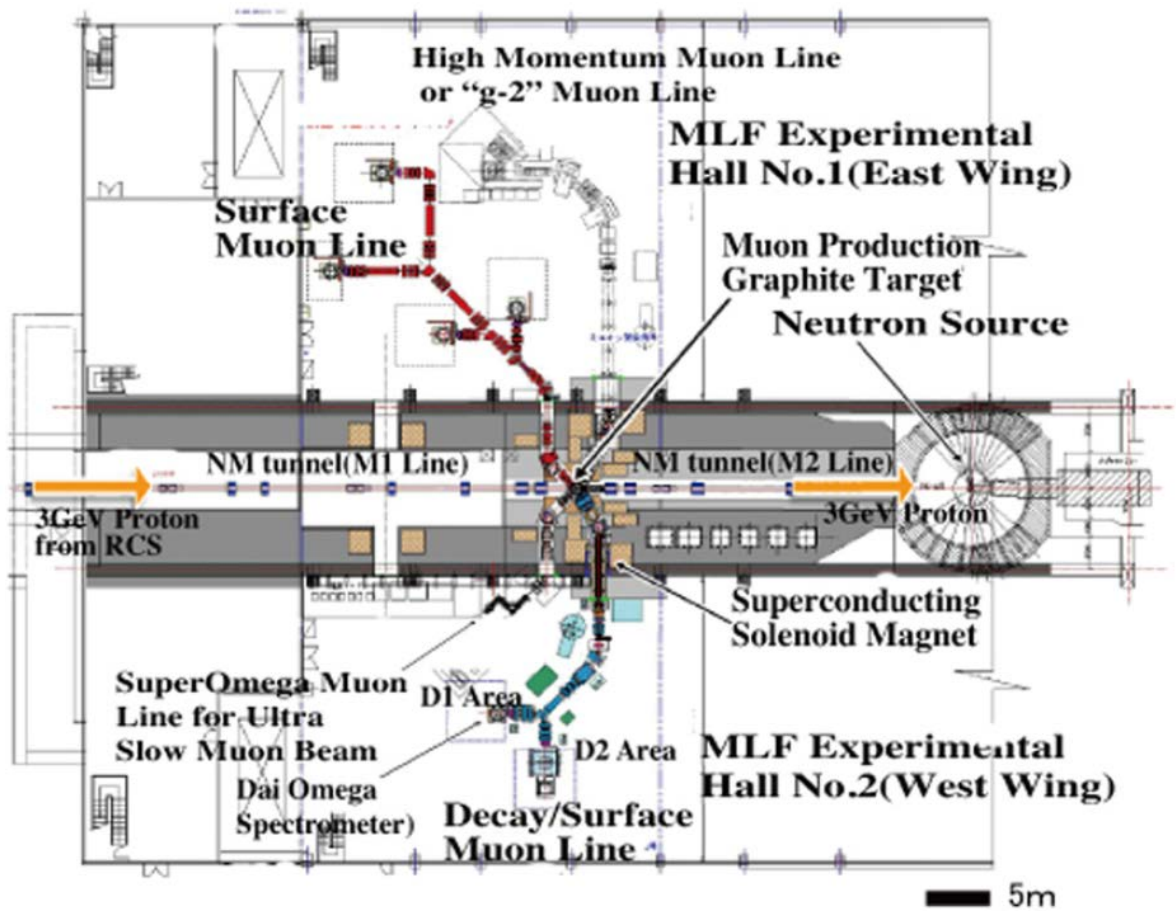 High Momentum Muon Line
or “g-2” Muon Line
MLF Experimental
Hall No.1(East Wing)
Surface
Muon Line
Muon Production
Graphite Target
Neutron Source
NM tunnel(M1 Line)
NM tunnel(M2 Line)
3GeV Proton
from RCS
3GeV Proton
Superconducting
Solenoid Magnet
SuperOmega Muon
Line for Ultra
Slow Muon Beam
D1 Area
D2 Area
Dai Omega
Spectrometer)
MLF Experimental
Hall No.2(West Wing)
Decay/Surface
Muon Line
5m